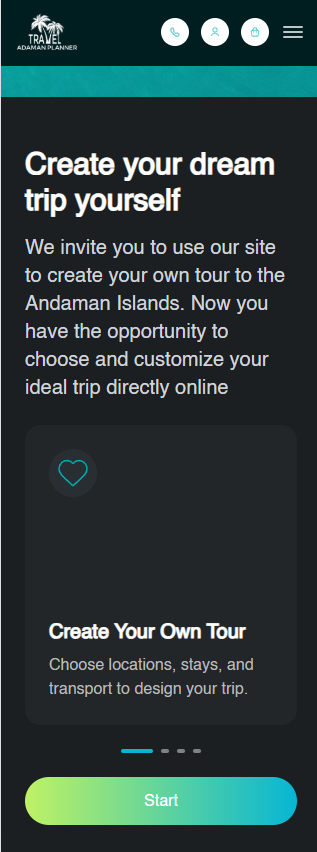 TRAVEL
ADAMAN PLANNER
Create your dream
trip yourself
We invite you to use our site
to create your own tour to the
Andaman Islands. Now you
have the opportunity to
choose and customize your
ideal trip directly online
Create Your Own Tour
Choose locations, stays, and
transport to design your trip.
Start